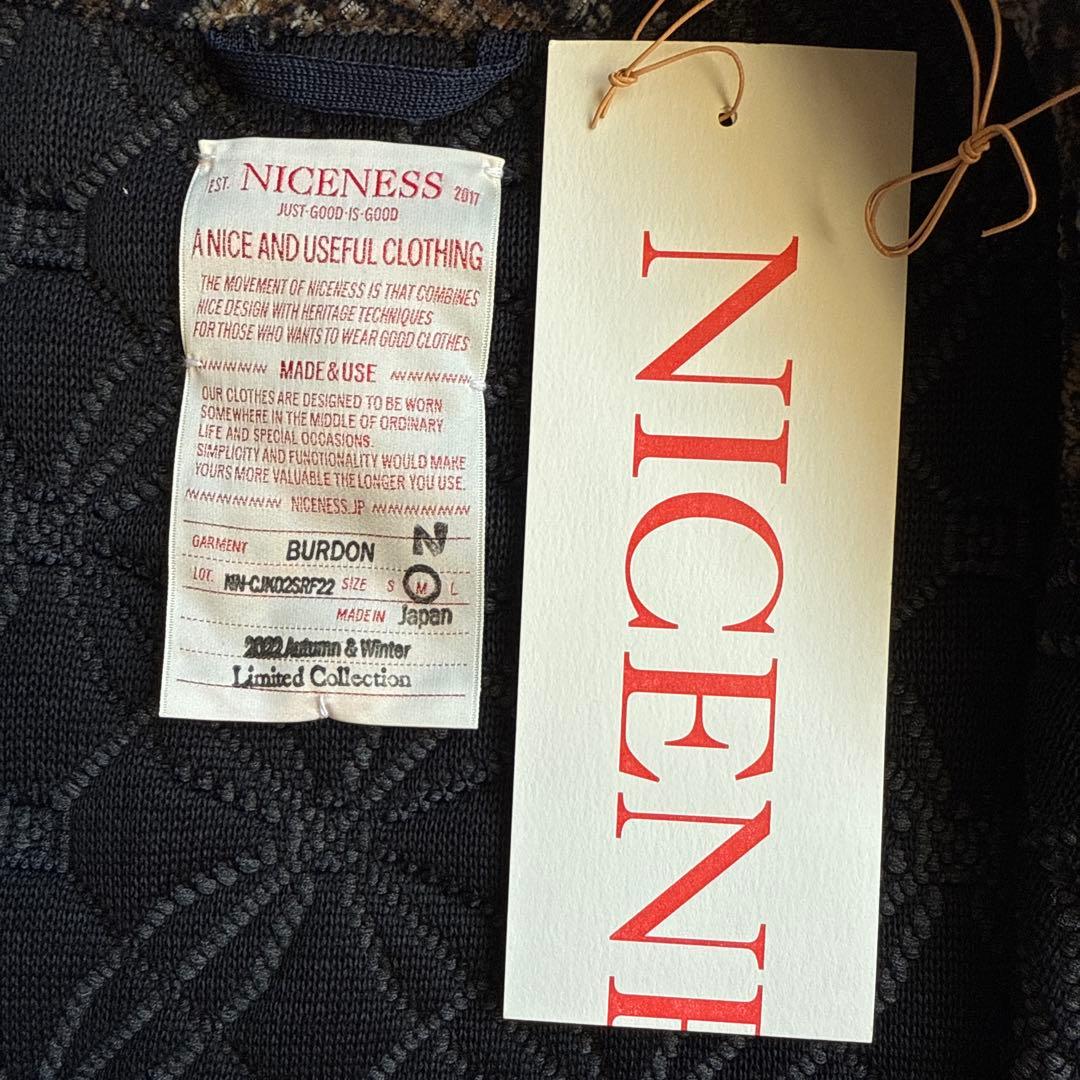 EST. NICENESS 2017
JUST·GOOD·IS·GOOD
A NICE AND USEFUL CLOTHING
THE MOVEMENT OF NICENESS IS THAT COMBINES
NICE DESIGN WITH HERITAGE TECHNIQUES
FOR THOSE WHO WANTS TO WEAR GOOD CLOTHES
MADE&USE
OUR CLOTHES ARE DESIGNED TO BE WORN
SOMEWHERE IN THE MIDDLE OF ORDINARY
LIFE AND SPECIAL OCCASIONS.
SIMPLICITY AND FUNCTIONALITY WOULD MAKE
YOURS MORE VALUABLE THE LONGER YOU USE.
NICENESS.JP
GARMENT BURDON N
LOT. NN-CJK02SRF22 SIZE S M L
MADE IN Japan
2022 Autumn & Winter
Limited Collection
NICENE